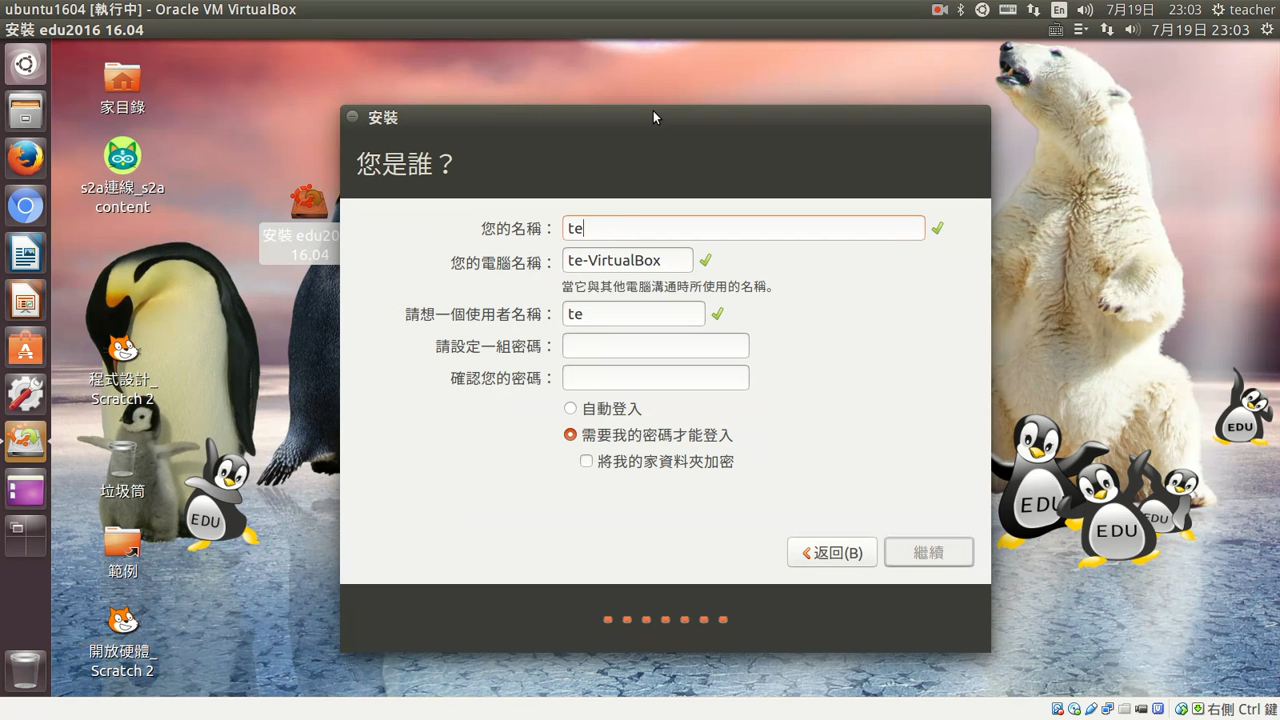 ubuntu1604 [執行中] - Oracle VM VirtualBox
En
7月19日 23:03
teacher
安裝 edu2016 16.04
7月19日 23:03
家目錄
s2a連線_s2a
content
安裝 edu20
16.04
程式設計_
Scratch 2
垃圾筒
範例
開放硬體_
Scratch 2
安裝
您是誰？
您的名稱：
te
您的電腦名稱：
te-VirtualBox
當它與其他電腦溝通時所使用的名稱。
請想一個使用者名稱：
te
請設定一組密碼：
確認您的密碼：
自動登入
需要我的密碼才能登入
將我的家資料夾加密
返回(B)
繼續
EDU
EDU
EDU
EDU
EDU
右側 Ctrl 鍵